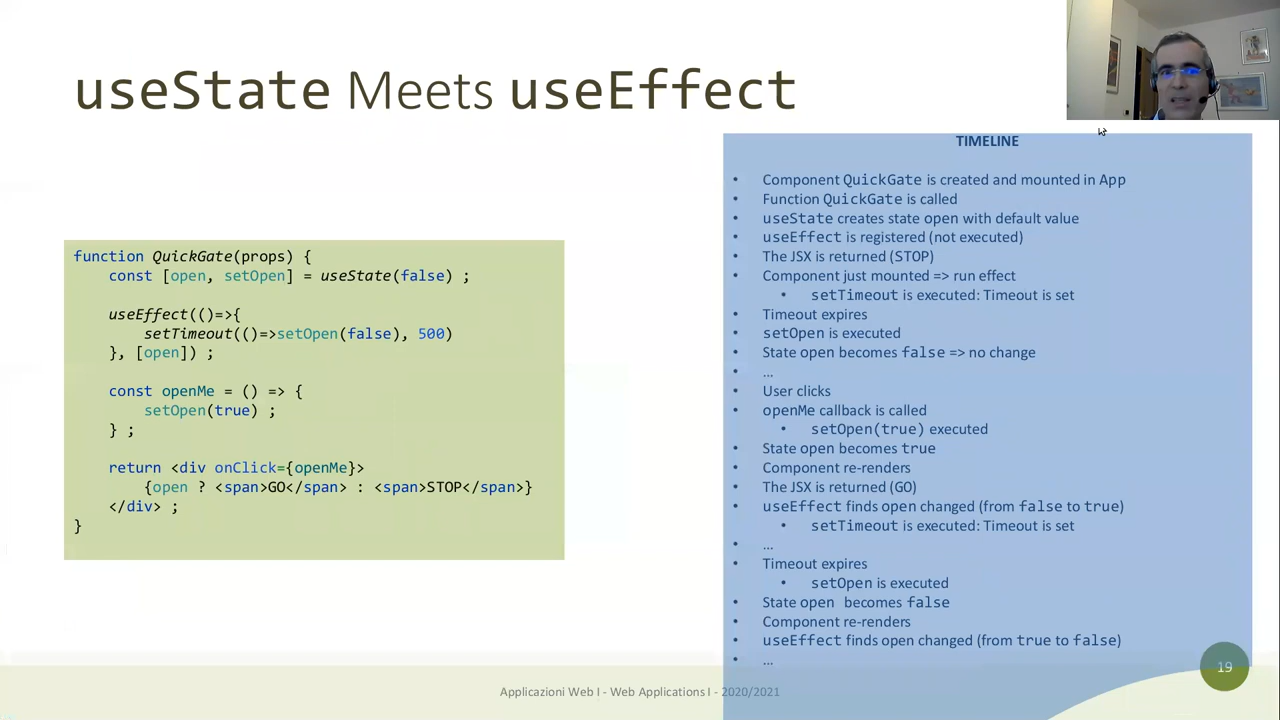 useState Meets useEffect
function QuickGate(props) {
const [open, setOpen] = useState(false) ;
useEffect(()=>{
setTimeout(()=>setOpen(false), 500)
}, [open]) ;
const openMe = () => {
setOpen(true) ;
} ;
return <div onClick={openMe}>
{open ? <span>GO</span> : <span>STOP</span>}
</div> ;
}
TIMELINE
• Component QuickGate is created and mounted in App
• Function QuickGate is called
• useState creates state open with default value
• useEffect is registered (not executed)
• The JSX is returned (STOP)
• Component just mounted => run effect
• setTimeout is executed: Timeout is set
• Timeout expires
• setOpen is executed
• State open becomes false => no change
• …
• User clicks
• openMe callback is called
• setOpen(true) executed
• State open becomes true
• Component re-renders
• The JSX is returned (GO)
• useEffect finds open changed (from false to true)
• setTimeout is executed: Timeout is set
• …
• Timeout expires
• setOpen is executed
• State open becomes false
• Component re-renders
• useEffect finds open changed (from true to false)
• …
Applicazioni Web I - Web Applications I - 2020/2021
19